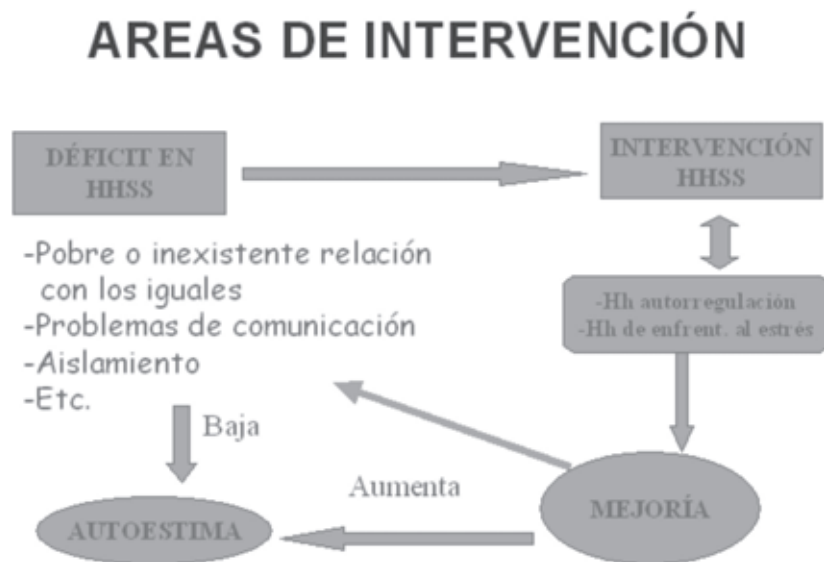 AREAS DE INTERVENCIÓN
DÉFICIT EN
HHSS
INTERVENCIÓN
HHSS
-Pobre o inexistente relación
con los iguales
-Problemas de comunicación
-Aislamiento
-Etc.
-Hh autorregulación
-Hh de enfrent. al estrés
Baja
Aumenta
AUTOESTIMA
MEJORÍA